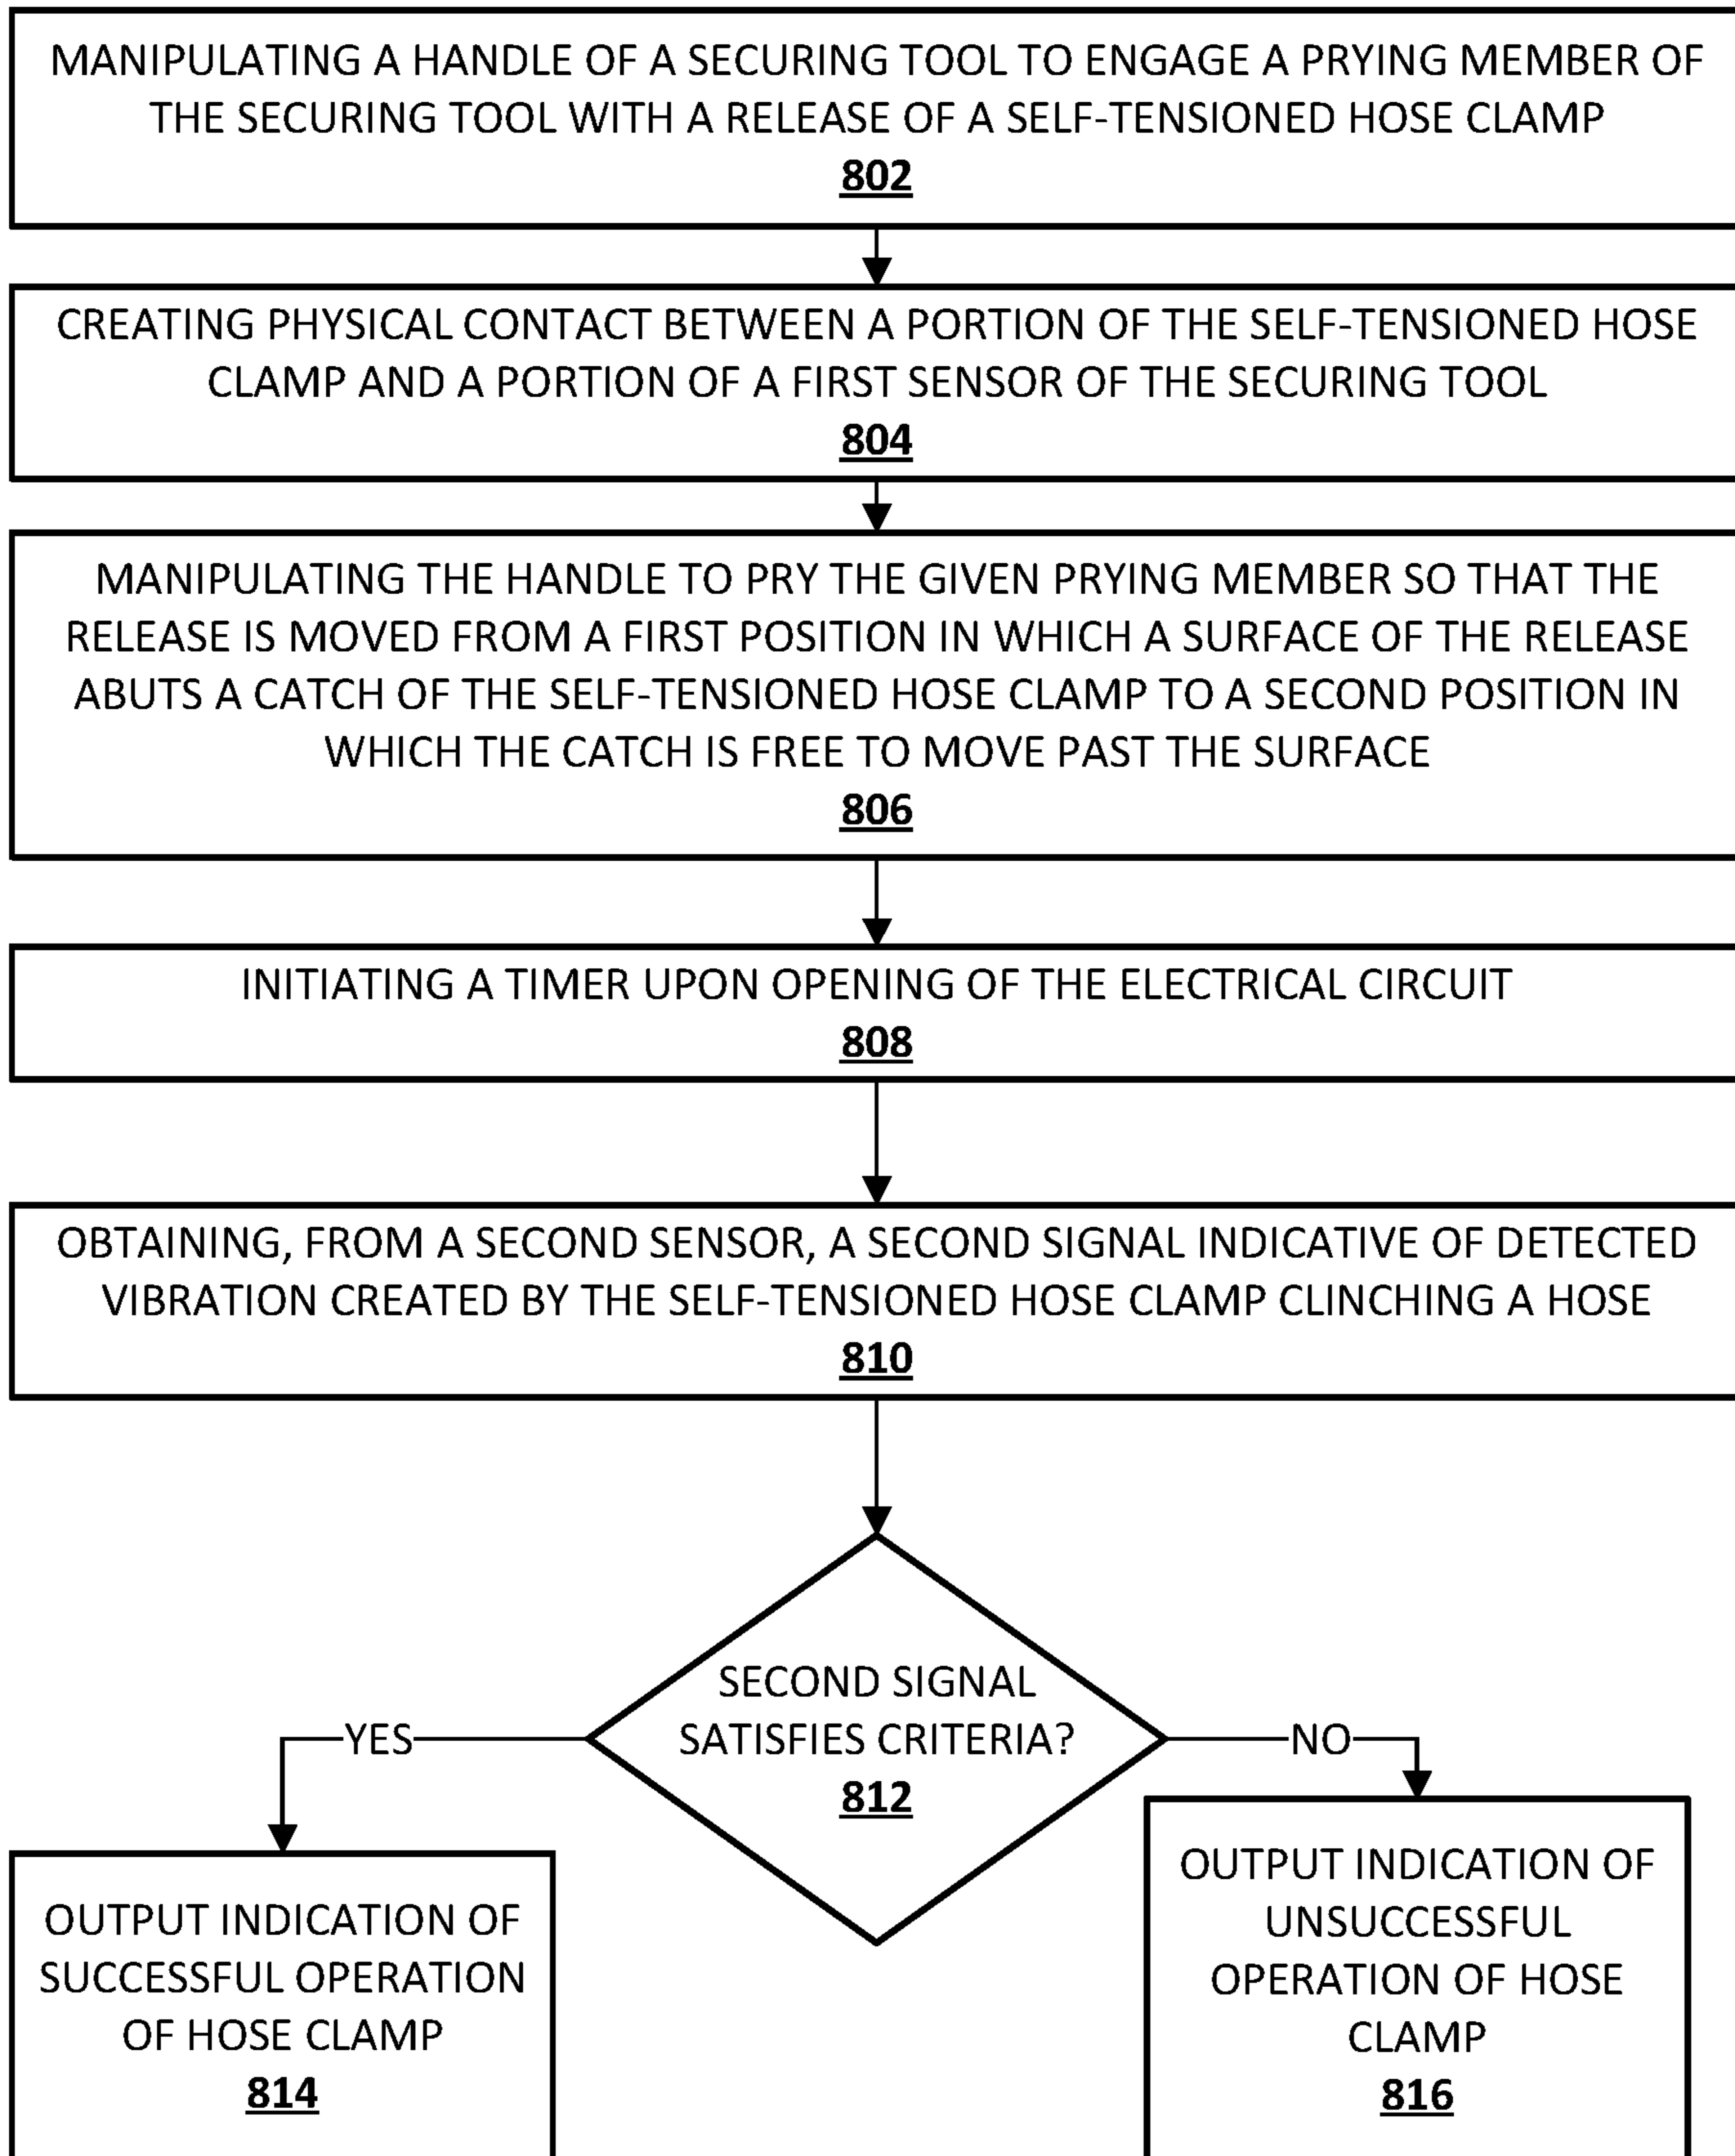 MANIPULATING A HANDLE OF A SECURING TOOL TO ENGAGE A PRYING MEMBER OF
THE SECURING TOOL WITH A RELEASE OF A SELF-TENSIONED HOSE CLAMP
802
CREATING PHYSICAL CONTACT BETWEEN A PORTION OF THE SELF-TENSIONED HOSE
CLAMP AND A PORTION OF A FIRST SENSOR OF THE SECURING TOOL
804
MANIPULATING THE HANDLE TO PRY THE GIVEN PRYING MEMBER SO THAT THE
RELEASE IS MOVED FROM A FIRST POSITION IN WHICH A SURFACE OF THE RELEASE
ABUTS A CATCH OF THE SELF-TENSIONED HOSE CLAMP TO A SECOND POSITION IN
WHICH THE CATCH IS FREE TO MOVE PAST THE SURFACE
806
INITIATING A TIMER UPON OPENING OF THE ELECTRICAL CIRCUIT
808
OBTAINING, FROM A SECOND SENSOR, A SECOND SIGNAL INDICATIVE OF DETECTED
VIBRATION CREATED BY THE SELF-TENSIONED HOSE CLAMP CLINCHING A HOSE
810
SECOND SIGNAL
SATISFIES CRITERIA?
812
YES
NO
OUTPUT INDICATION OF
SUCCESSFUL OPERATION
OF HOSE CLAMP
814
OUTPUT INDICATION OF
UNSUCCESSFUL
OPERATION OF HOSE
CLAMP
816